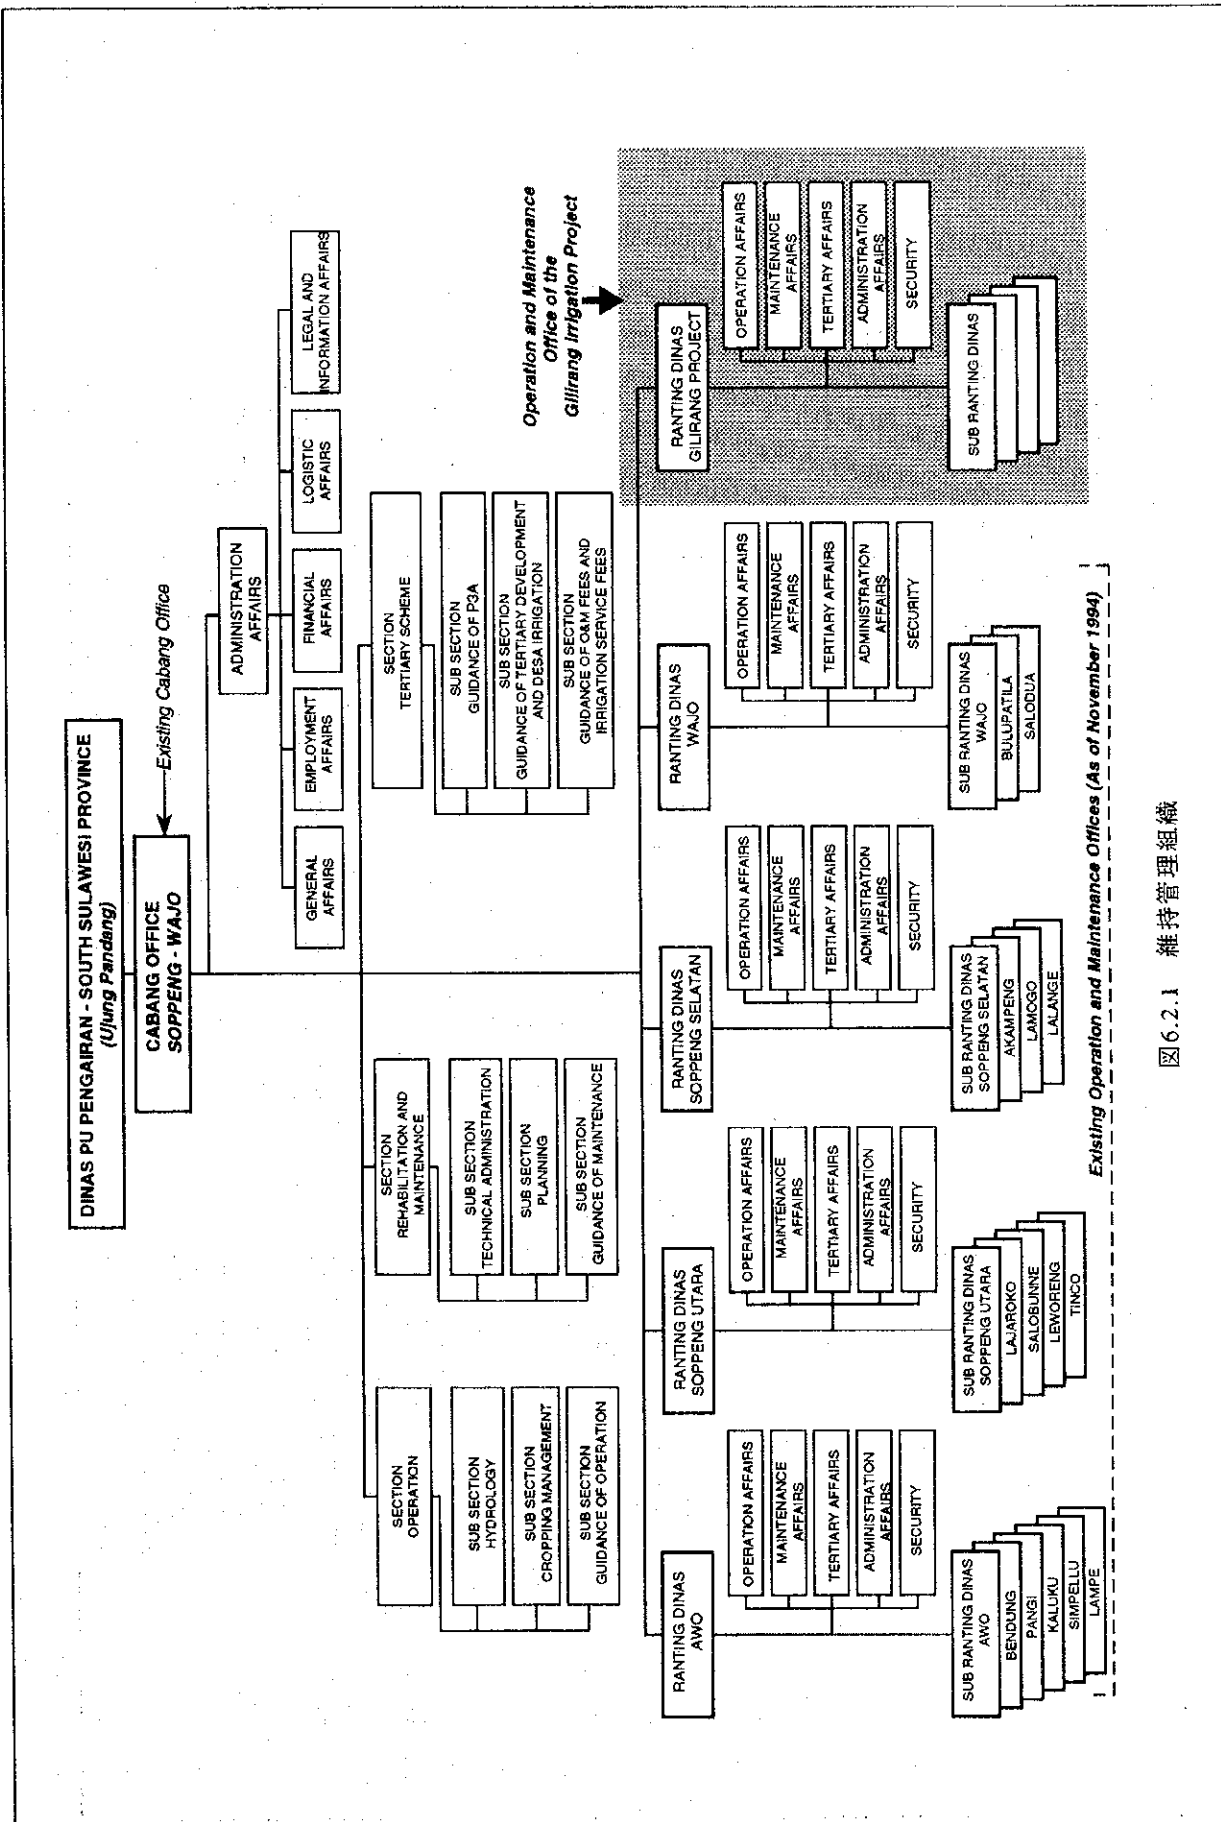 DINAS PU PENGAIRAN - SOUTH SULAWESI PROVINCE
(Ujung Pandang)
CABANG OFFICE
SOPPENG - WAJO
Existing Cabang Office
ADMINISTRATION
AFFAIRS
GENERAL
AFFAIRS
EMPLOYMENT
AFFAIRS
FINANCIAL
AFFAIRS
LOGISTIC
AFFAIRS
LEGAL AND
INFORMATION AFFAIRS
SECTION
OPERATION
SUB SECTION
HYDROLOGY
SUB SECTION
CROPPING MANAGEMENT
SUB SECTION
GUIDANCE OF OPERATION
SECTION
REHABILITATION AND
MAINTENANCE
SUB SECTION
TECHNICAL ADMINISTRATION
SUB SECTION
PLANNING
SUB SECTION
GUIDANCE OF MAINTENANCE
SECTION
TERTIARY SCHEME
SUB SECTION
GUIDANCE OF P3A
SUB SECTION
GUIDANCE OF TERTIARY DEVELOPMENT
AND DESA IRRIGATION
SUB SECTION
GUIDANCE OF O&M FEES AND
IRRIGATION SERVICE FEES
Operation and Maintenance
Office of the
Gilirang Irrigation Project
RANTING DINAS
AWO
OPERATION AFFAIRS
MAINTENANCE
AFFAIRS
TERTIARY AFFAIRS
ADMINISTRATION
AFFAIRS
SECURITY
SUB RANTING DINAS
AWO
BENDUNG
PANGI
KALUKU
SIMPELLU
LAMPE
RANTING DINAS
SOPPENG UTARA
OPERATION AFFAIRS
MAINTENANCE
AFFAIRS
TERTIARY AFFAIRS
ADMINISTRATION
AFFAIRS
SECURITY
SUB RANTING DINAS
SOPPENG UTARA
LAJAROKO
SALOBUNNE
LEWORENG
TINCO
RANTING DINAS
SOPPENG SELATAN
OPERATION AFFAIRS
MAINTENANCE
AFFAIRS
TERTIARY AFFAIRS
ADMINISTRATION
AFFAIRS
SECURITY
SUB RANTING DINAS
SOPPENG SELATAN
AKAMPENG
LAMOGO
LALANGE
RANTING DINAS
WAJO
OPERATION AFFAIRS
MAINTENANCE
AFFAIRS
TERTIARY AFFAIRS
ADMINISTRATION
AFFAIRS
SECURITY
SUB RANTING DINAS
WAJO
BULUPATILA
SALODUA
RANTING DINAS
GILIRANG PROJECT
OPERATION AFFAIRS
MAINTENANCE
AFFAIRS
TERTIARY AFFAIRS
ADMINISTRATION
AFFAIRS
SECURITY
SUB RANTING DINAS
Existing Operation and Maintenance Offices (As of November 1994)
図6.2.1 維持管理組織